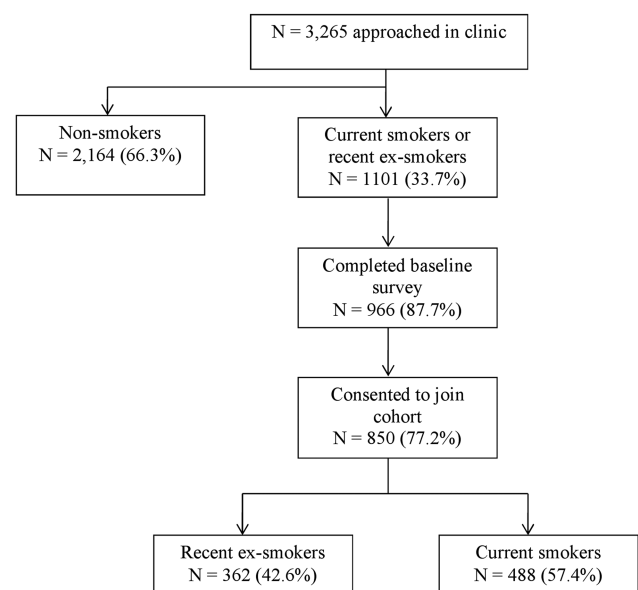 N = 3,265 approached in clinic
Non-smokers
N = 2,164 (66.3%)
Current smokers or
recent ex-smokers
N = 1101 (33.7%)
Completed baseline
survey
N = 966 (87.7%)
Consented to join
cohort
N = 850 (77.2%)
Recent ex-smokers
N = 362 (42.6%)
Current smokers
N = 488 (57.4%)